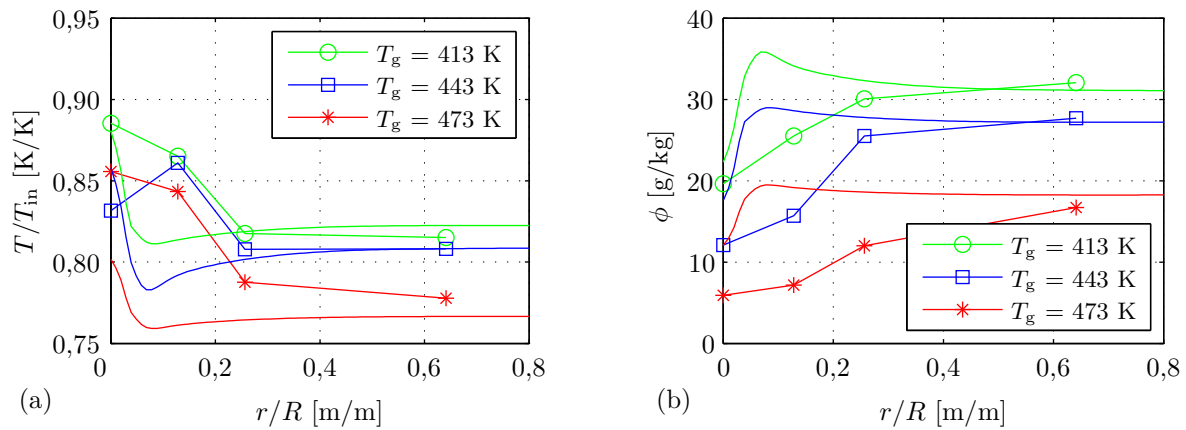 0,95
0,90
0,85
0,80
0,75
T/T_in [K/K]
T_g = 413 K
T_g = 443 K
T_g = 473 K
0 0,2 0,4 0,6 0,8
(a) r/R [m/m]
40
30
20
10
0
ϕ [g/kg]
T_g = 413 K
T_g = 443 K
T_g = 473 K
0 0,2 0,4 0,6 0,8
(b) r/R [m/m]